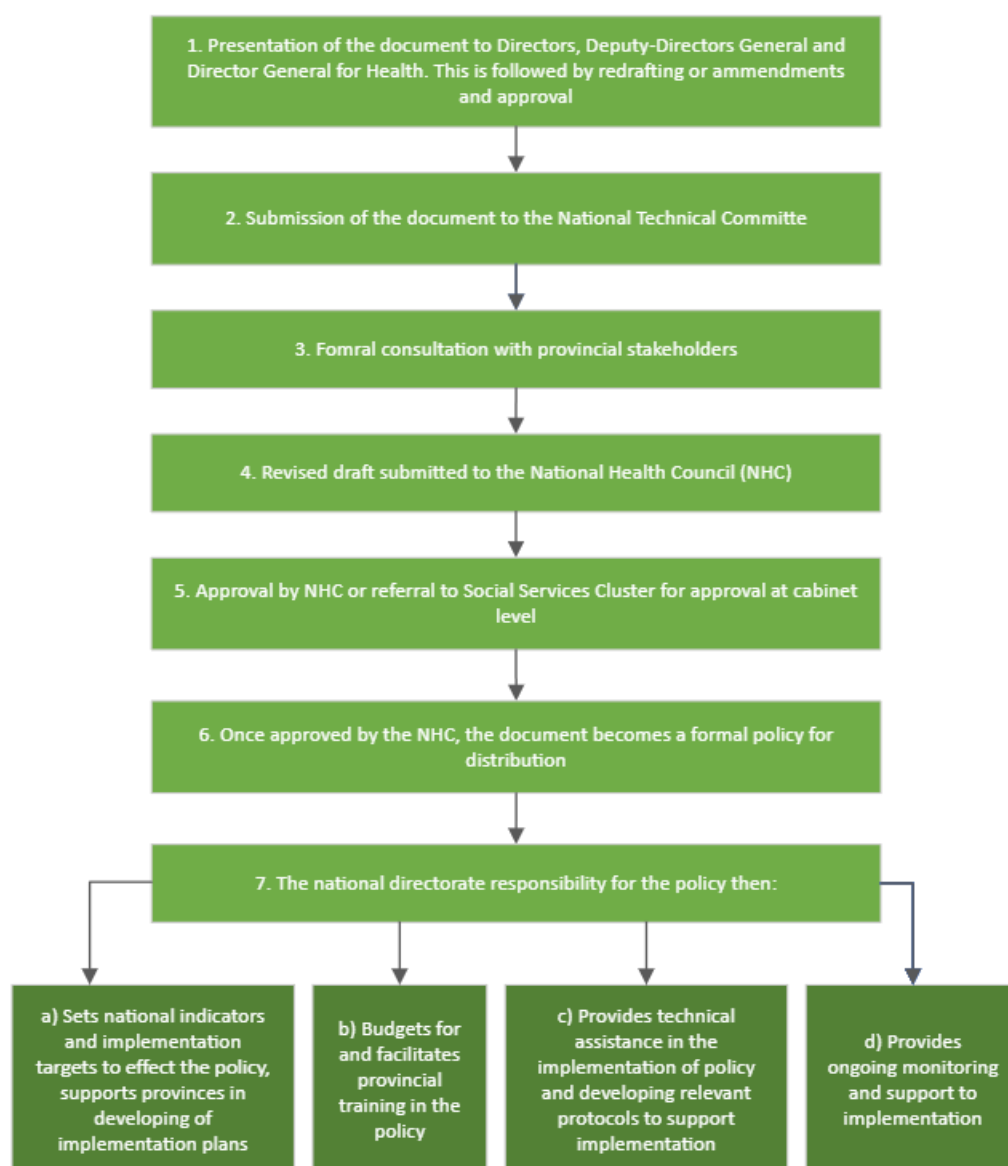 1. Presentation of the document to Directors, Deputy-Directors General and
Director General for Health. This is followed by redrafting or ammendments
and approval
2. Submission of the document to the National Technical Committe
3. Fomral consultation with provincial stakeholders
4. Revised draft submitted to the National Health Council (NHC)
5. Approval by NHC or referral to Social Services Cluster for approval at cabinet
level
6. Once approved by the NHC, the document becomes a formal policy for
distribution
7. The national directorate responsibility for the policy then:
a) Sets national indicators
and implementation
targets to effect the policy,
supports provinces in
developing of
implementation plans
b) Budgets for
and facilitates
provincial
training in the
policy
c) Provides technical
assistance in the
implementation of policy
and developing relevant
protocols to support
implementation
d) Provides
ongoing monitoring
and support to
implementation